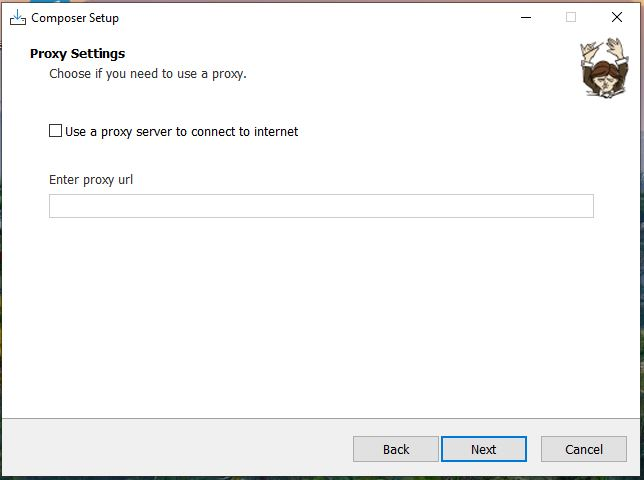 Composer Setup
Proxy Settings
Choose if you need to use a proxy.
Use a proxy server to connect to internet
Enter proxy url
Back Next Cancel